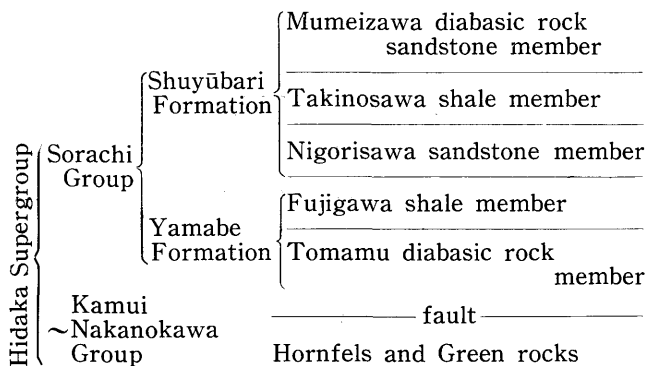 Hidaka Supergroup
Sorachi
Group
Shuyūbari
Formation
Mumeizawa diabasic rock
sandstone member
Takinosawa shale member
Nigorisawa sandstone member
Yamabe
Formation
Fujigawa shale member
Tomamu diabasic rock
member
Kamui
~Nakanokawa
Group
fault
Hornfels and Green rocks